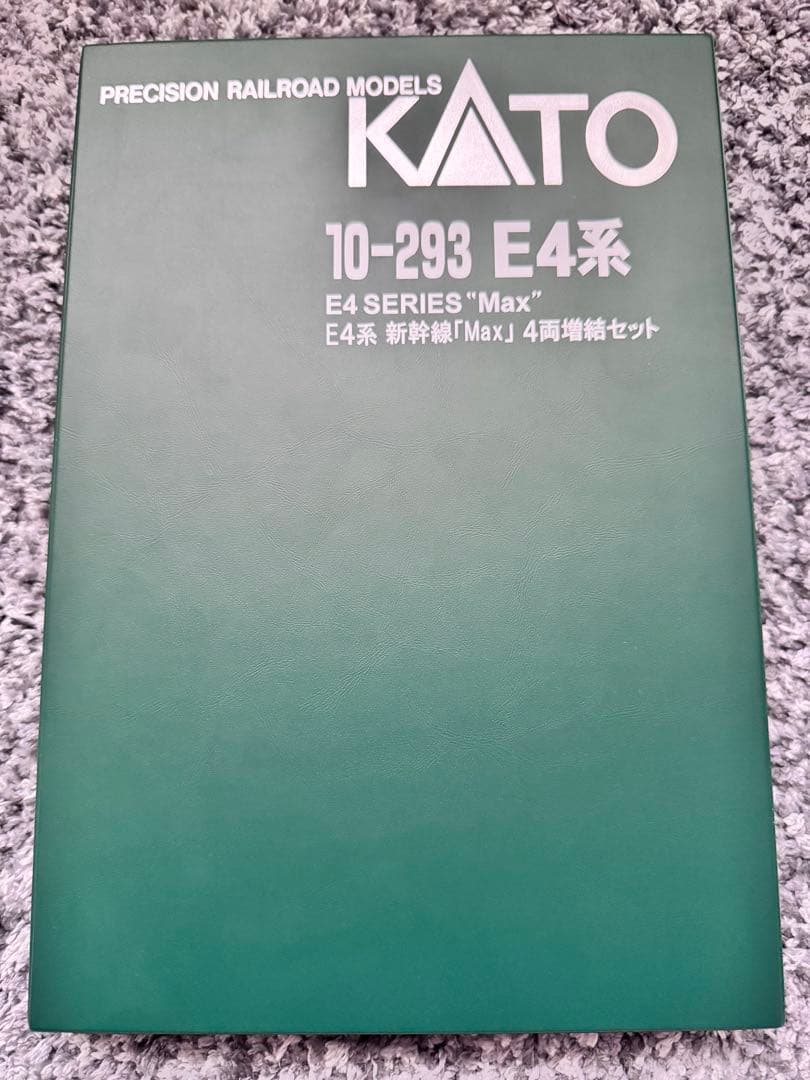 PRECISION RAILROAD MODELS
KATO
10-293 E4系
E4 SERIES “Max”
E4系 新幹線「Max」 4両増結セット